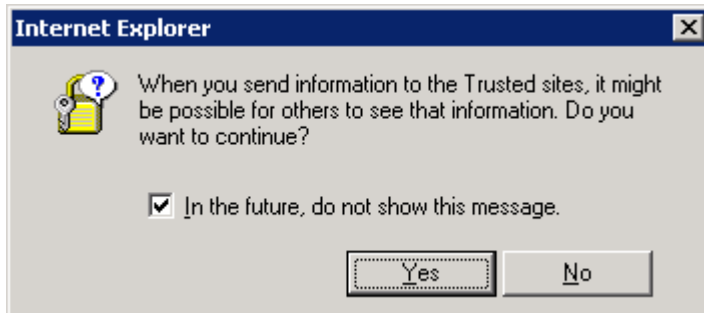 Internet Explorer
When you send information to the Trusted sites, it might
be possible for others to see that information. Do you
want to continue?
In the future, do not show this message.
Yes
No